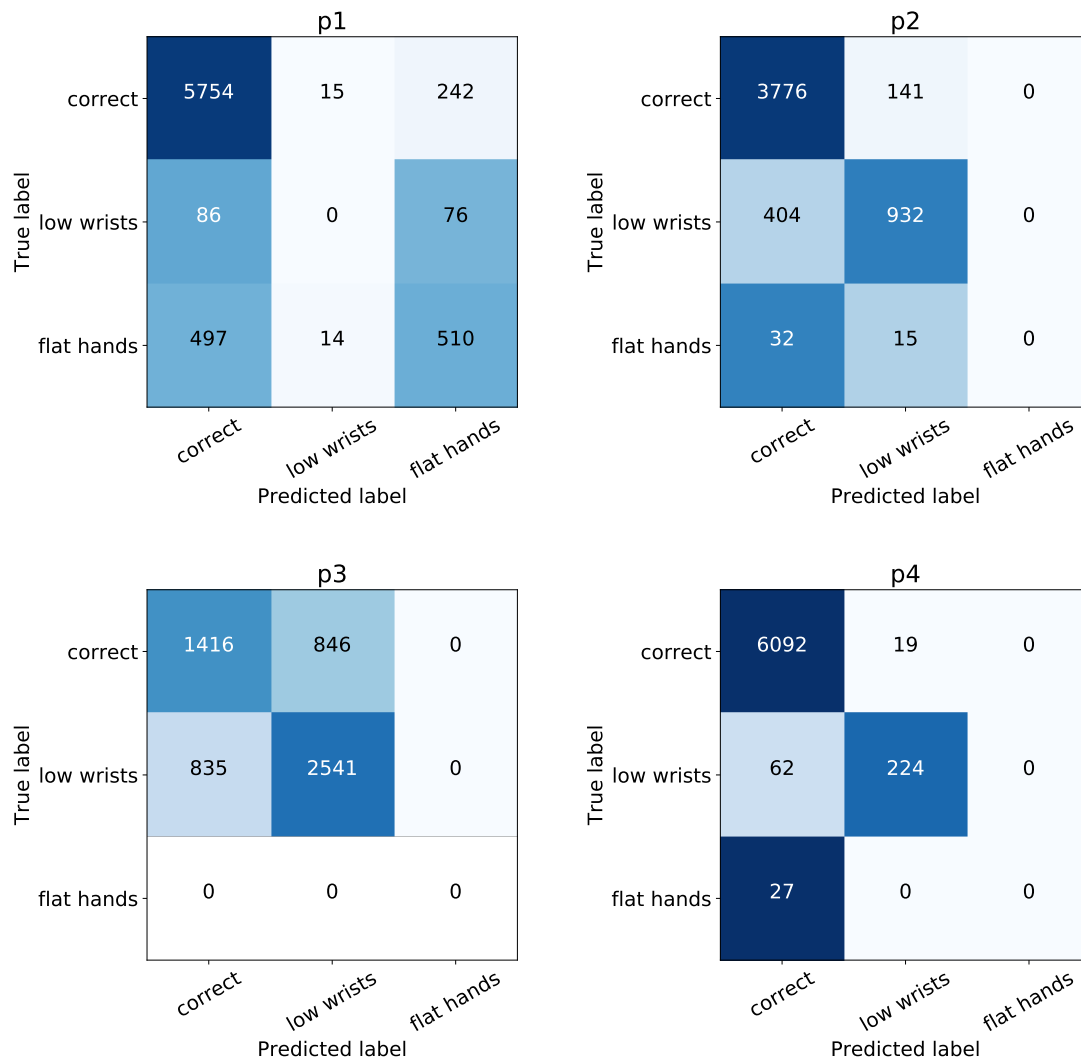 p1
True label
correct
5754 15 242
low wrists
86 0 76
flat hands
497 14 510
correct
low wrists
flat hands
Predicted label
p2
True label
correct
3776 141 0
low wrists
404 932 0
flat hands
32 15 0
correct
low wrists
flat hands
Predicted label
p3
True label
correct
1416 846 0
low wrists
835 2541 0
flat hands
0 0 0
correct
low wrists
flat hands
Predicted label
p4
True label
correct
6092 19 0
low wrists
62 224 0
flat hands
27 0 0
correct
low wrists
flat hands
Predicted label